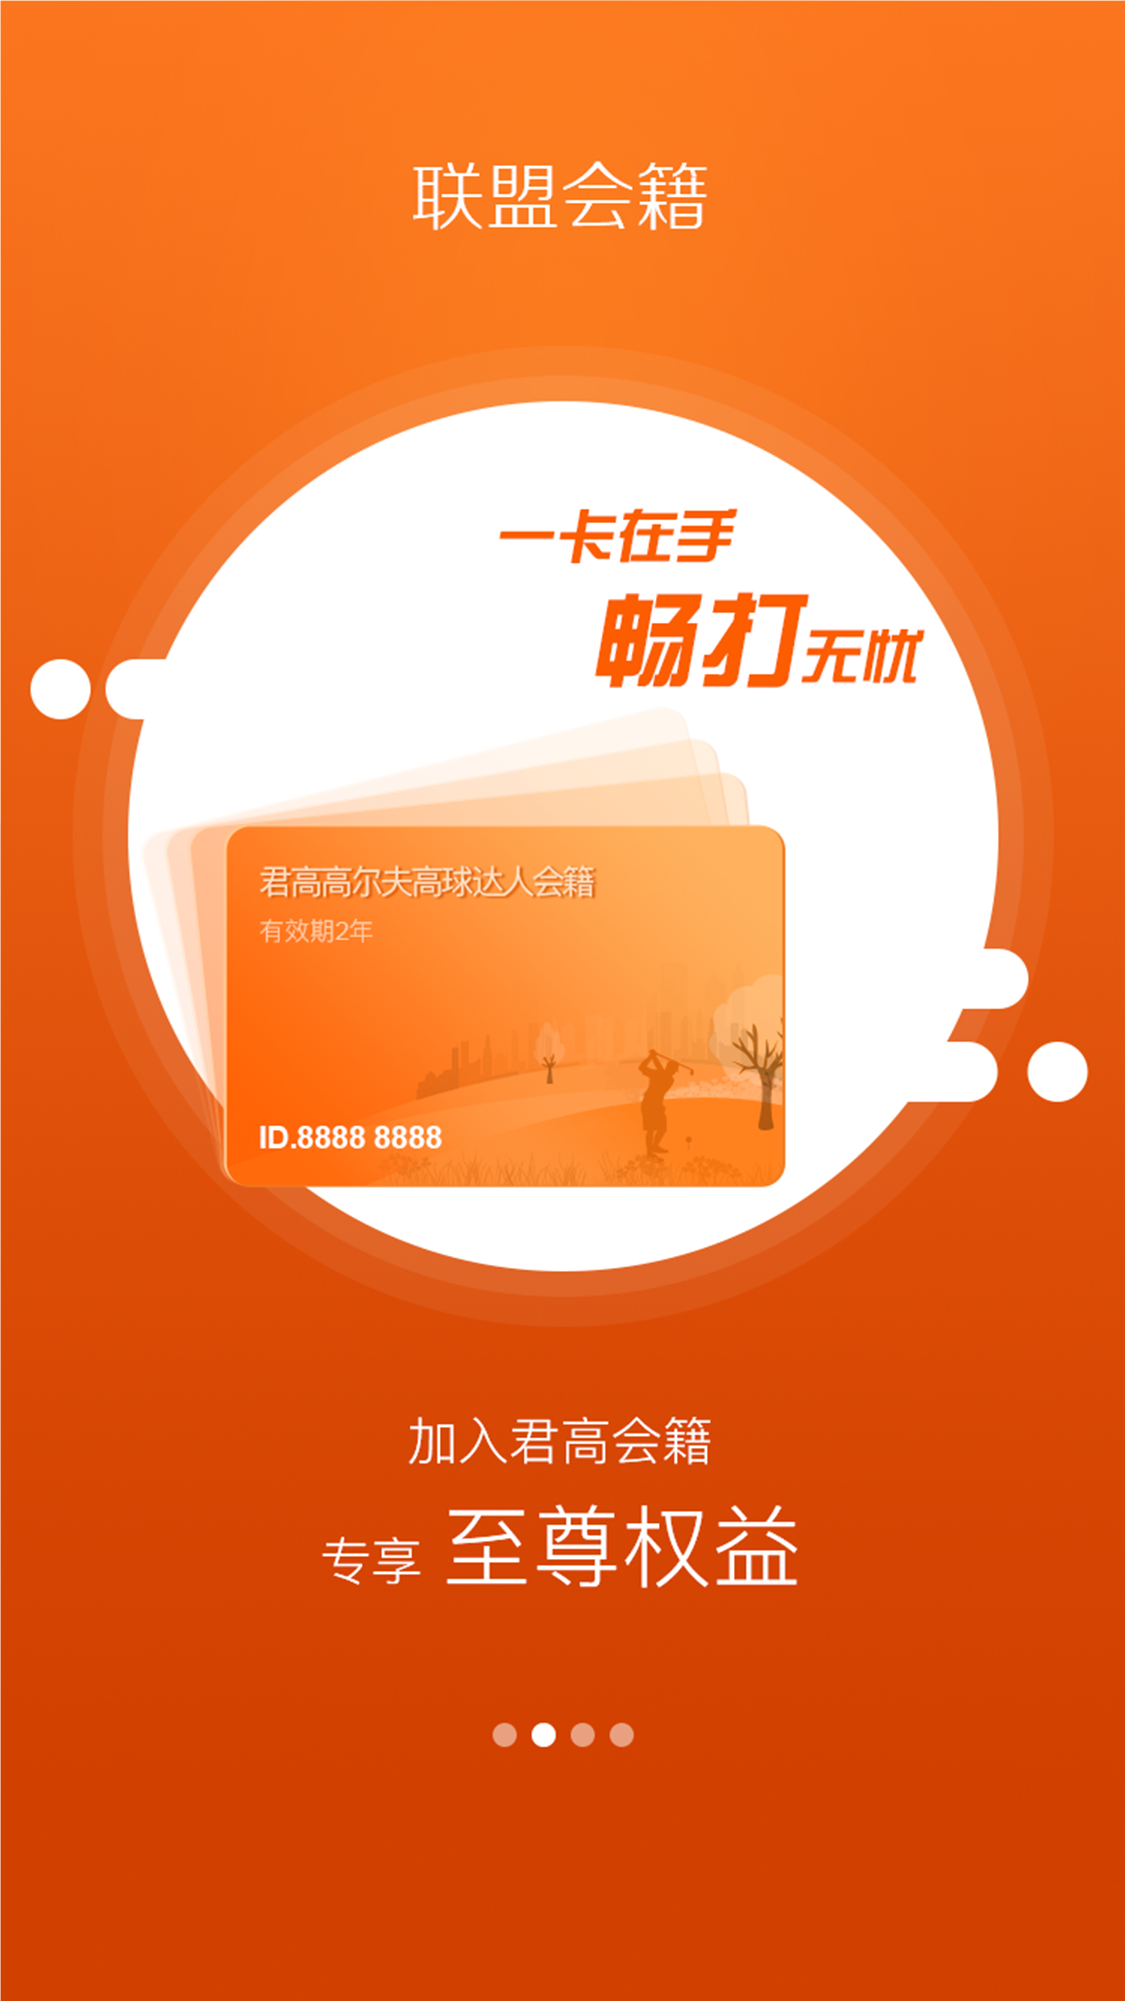 联盟会籍
一卡在手
畅打无忧
君高高尔夫高球达人会籍
有效期2年
ID.8888 8888
加入君高会籍
专享 至尊权益